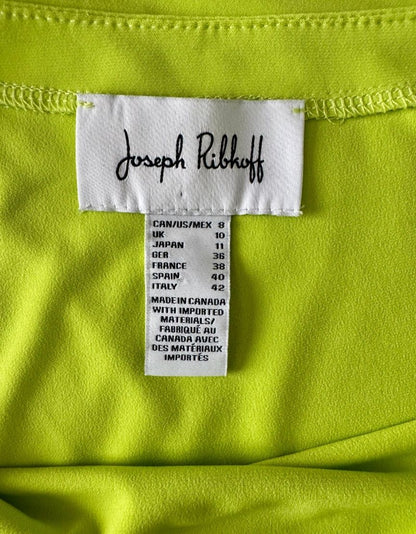 Joseph Ribkoff
CAN/US/MEX 8
UK 10
JAPAN 11
GER 36
FRANCE 38
SPAIN 40
ITALY 42
MADE IN CANADA
WITH IMPORTED
MATERIALS/
FABRIQUÉ AU
CANADA AVEC
DES MATÉRIAUX
IMPORTÉS